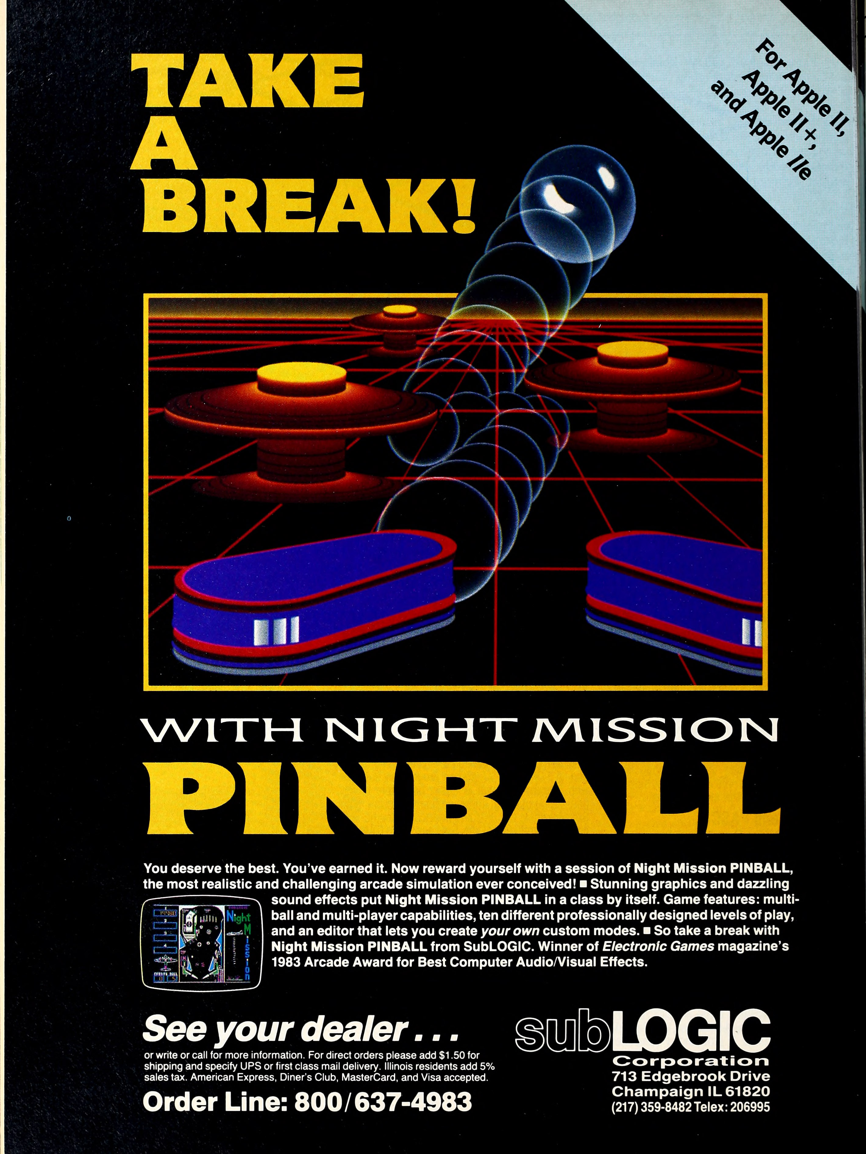 For Apple II,
Apple II+,
and Apple //e
TAKE
A
BREAK!
WITH NIGHT MISSION
PINBALL
You deserve the best. You've earned it. Now reward yourself with a session of Night Mission PINBALL,
the most realistic and challenging arcade simulation ever conceived! ■ Stunning graphics and dazzling
sound effects put Night Mission PINBALL in a class by itself. Game features: multi-
ball and multi-player capabilities, ten different professionally designed levels of play,
and an editor that lets you create your own custom modes. ■ So take a break with
Night Mission PINBALL from SubLOGIC. Winner of Electronic Games magazine's
1983 Arcade Award for Best Computer Audio/Visual Effects.
Night
Mission
See your dealer . . .
or write or call for more information. For direct orders please add $1.50 for
shipping and specify UPS or first class mail delivery. Illinois residents add 5%
sales tax. American Express, Diner's Club, MasterCard, and Visa accepted.
Order Line: 800/637-4983
subLOGIC
Corporation
713 Edgebrook Drive
Champaign IL 61820
(217) 359-8482 Telex: 206995